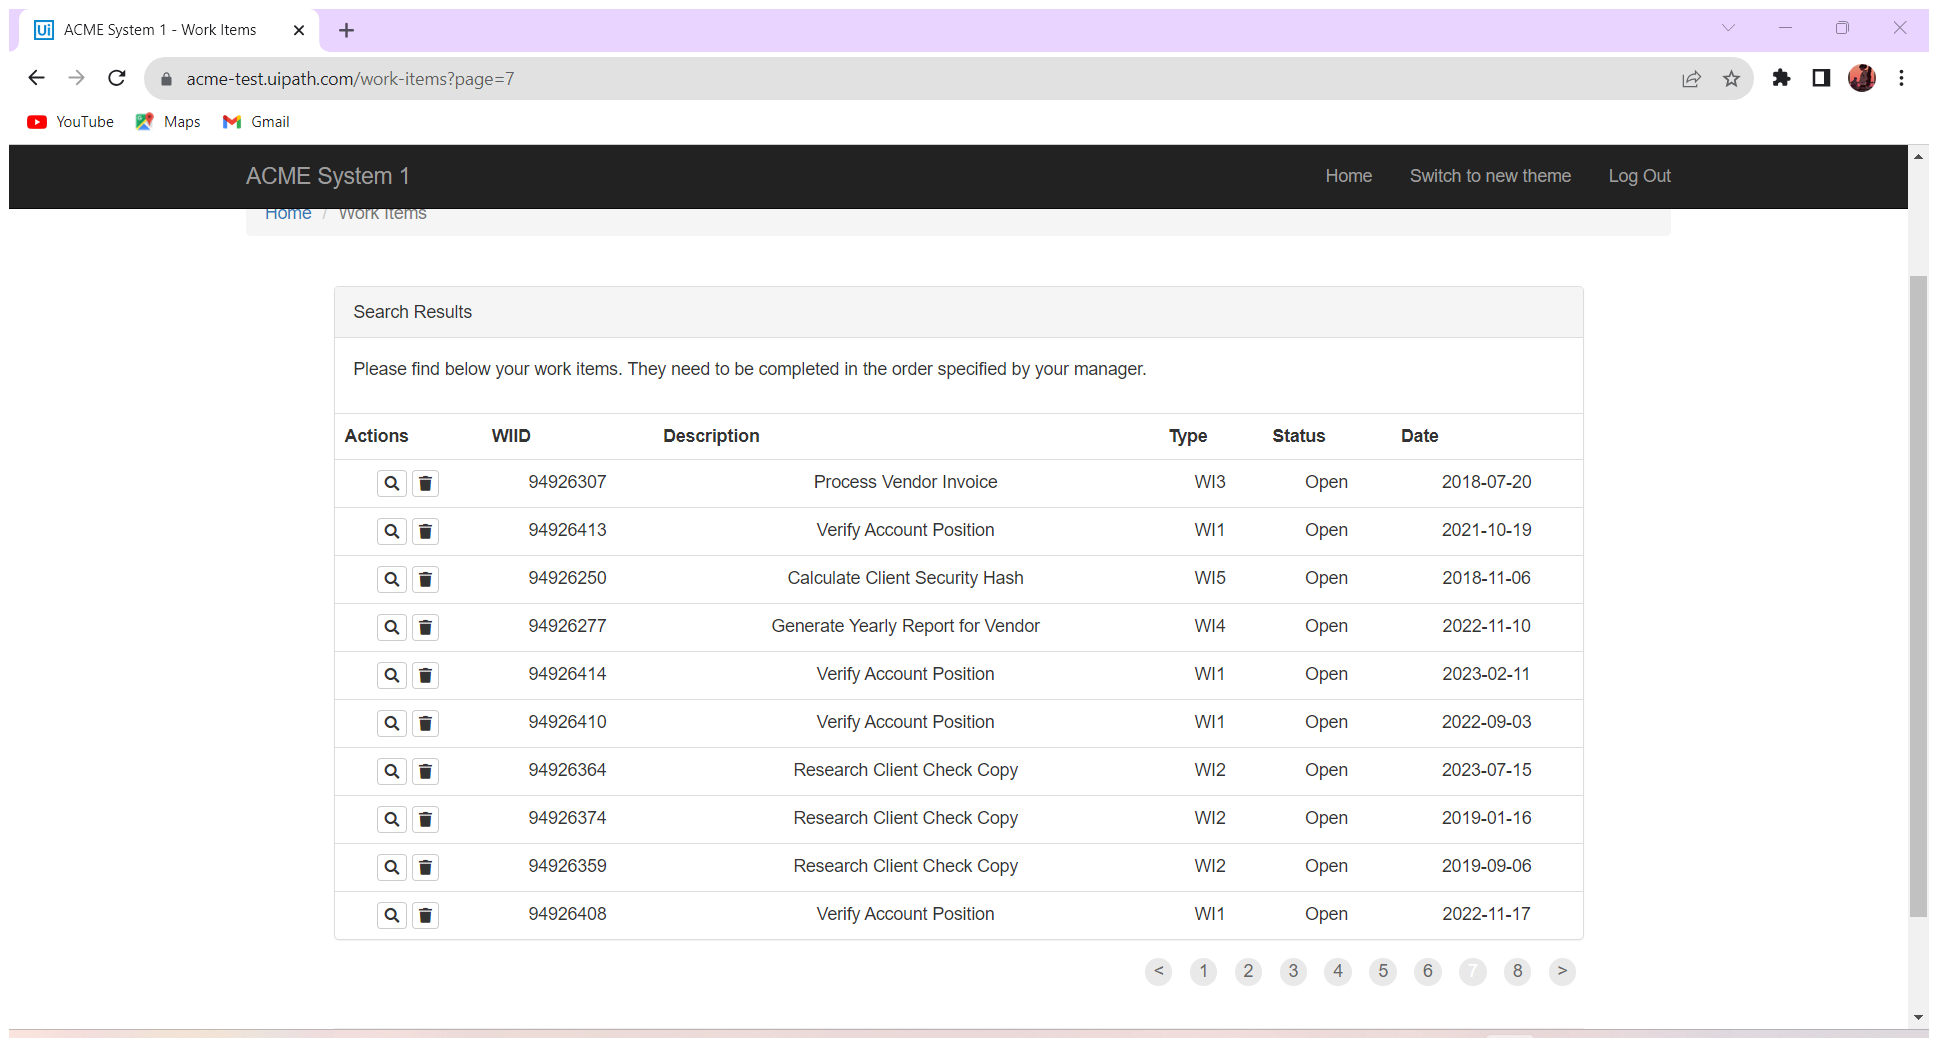 Ui ACME System 1 - Work Items
acme-test.uipath.com/work-items?page=7
YouTube Maps Gmail
ACME System 1 Home Switch to new theme Log Out
Home / Work Items
Search Results
Please find below your work items. They need to be completed in the order specified by your manager.
Actions WIID Description Type Status Date
94926307 Process Vendor Invoice WI3 Open 2018-07-20
94926413 Verify Account Position WI1 Open 2021-10-19
94926250 Calculate Client Security Hash WI5 Open 2018-11-06
94926277 Generate Yearly Report for Vendor WI4 Open 2022-11-10
94926414 Verify Account Position WI1 Open 2023-02-11
94926410 Verify Account Position WI1 Open 2022-09-03
94926364 Research Client Check Copy WI2 Open 2023-07-15
94926374 Research Client Check Copy WI2 Open 2019-01-16
94926359 Research Client Check Copy WI2 Open 2019-09-06
94926408 Verify Account Position WI1 Open 2022-11-17
< 1 2 3 4 5 6 7 8 >